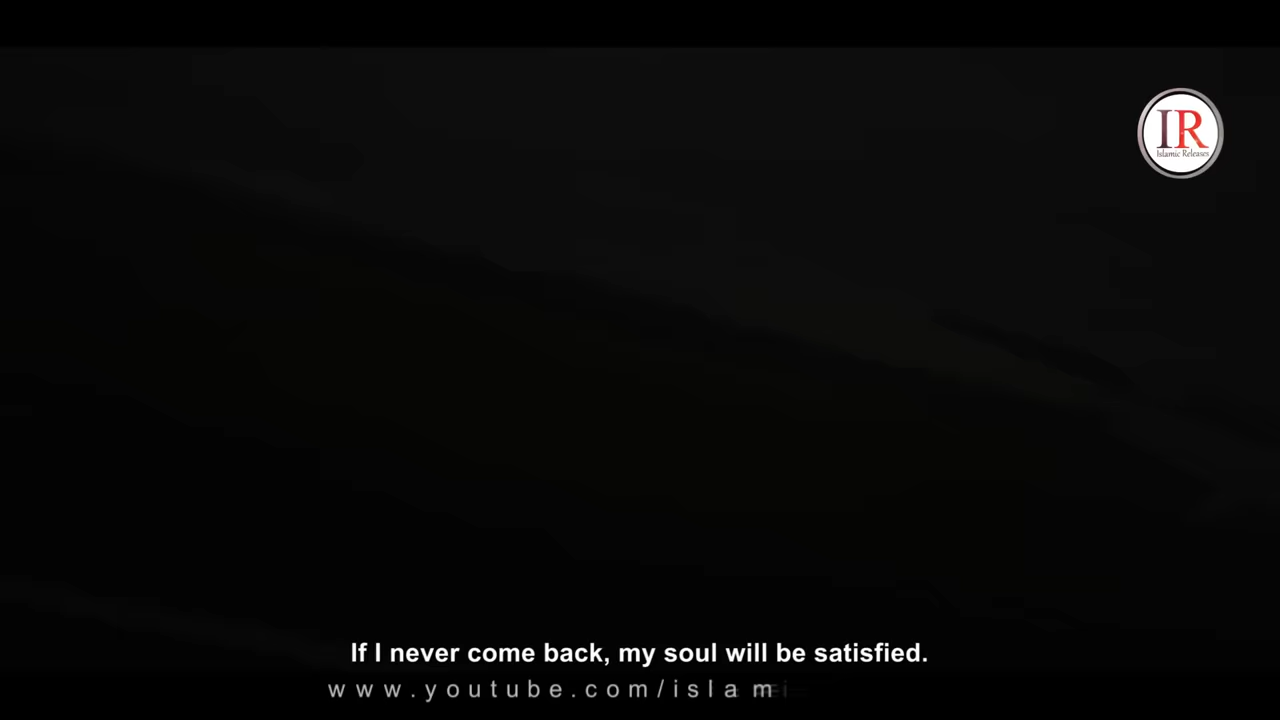 IR
Islamic Releases
If I never come back, my soul will be satisfied.
www.youtube.com/islam